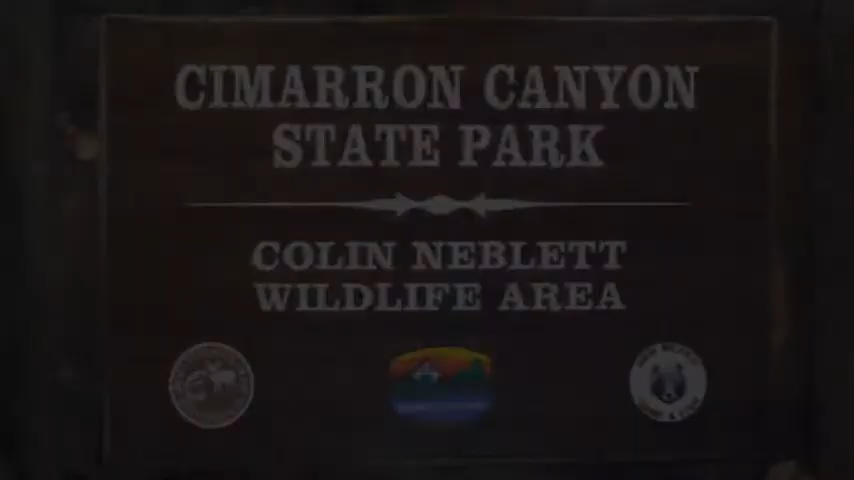 CIMARRON CANYON
STATE PARK
COLIN NEBLETT
WILDLIFE AREA